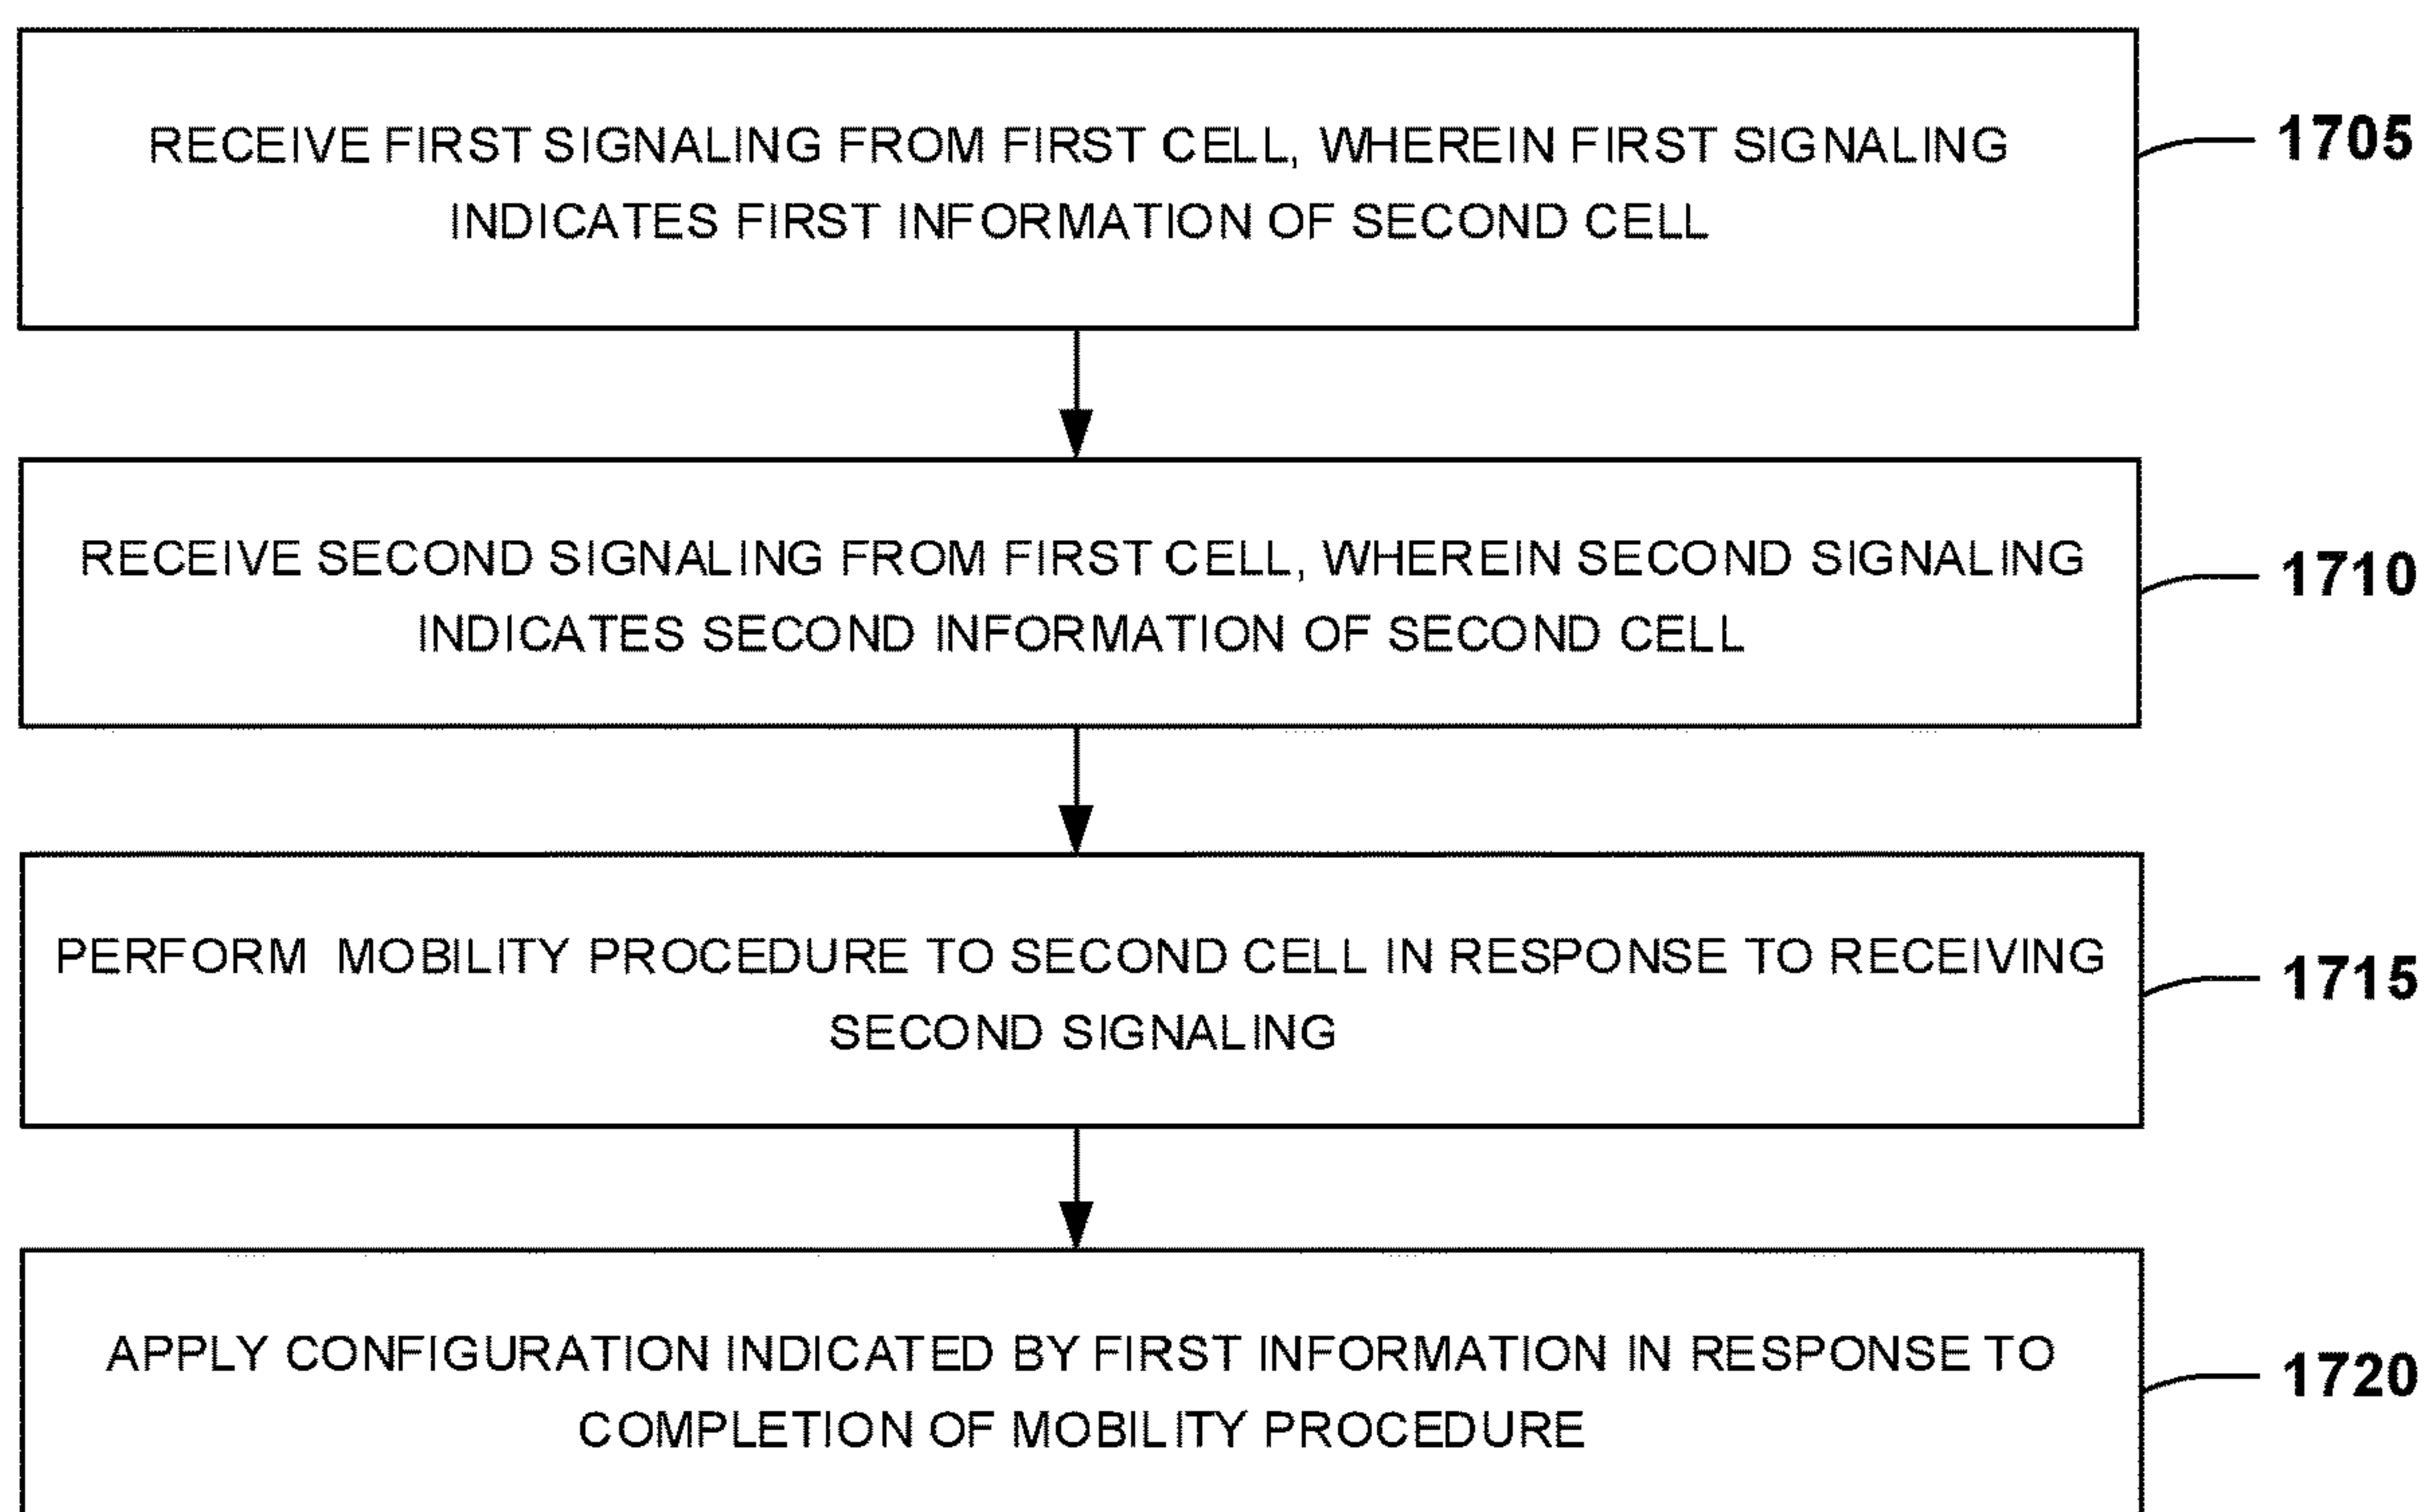 RECEIVE FIRST SIGNALING FROM FIRST CELL, WHEREIN FIRST SIGNALING
INDICATES FIRST INFORMATION OF SECOND CELL
1705
RECEIVE SECOND SIGNALING FROM FIRST CELL, WHEREIN SECOND SIGNALING
INDICATES SECOND INFORMATION OF SECOND CELL
1710
PERFORM MOBILITY PROCEDURE TO SECOND CELL IN RESPONSE TO RECEIVING
SECOND SIGNALING
1715
APPLY CONFIGURATION INDICATED BY FIRST INFORMATION IN RESPONSE TO
COMPLETION OF MOBILITY PROCEDURE
1720